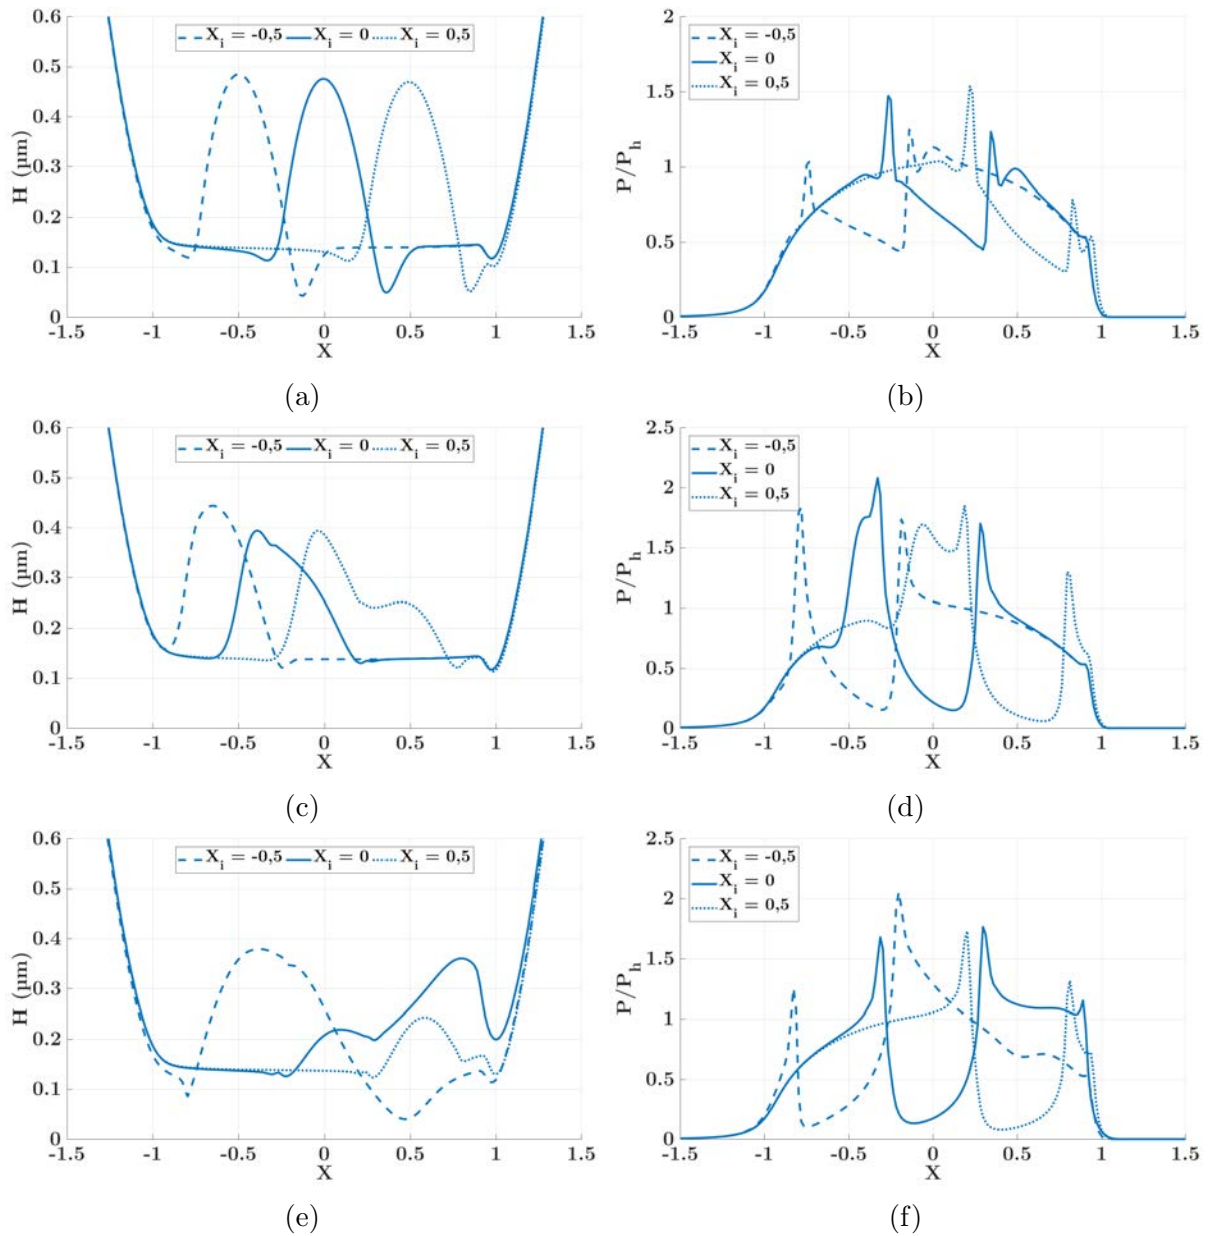 0.6
0.5
0.4
0.3
0.2
0.1
0
H (µm)
X_i = -0,5 X_i = 0 X_i = 0,5
-1.5 -1 -0.5 0 0.5 1 1.5
X
(a)
2
1.5
1
0.5
0
P/P_h
X_i = -0,5
X_i = 0
X_i = 0,5
-1.5 -1 -0.5 0 0.5 1 1.5
X
(b)
0.6
0.5
0.4
0.3
0.2
0.1
0
H (µm)
X_i = -0,5 X_i = 0 X_i = 0,5
-1.5 -1 -0.5 0 0.5 1 1.5
X
(c)
2.5
2
1.5
1
0.5
0
P/P_h
X_i = -0,5
X_i = 0
X_i = 0,5
-1.5 -1 -0.5 0 0.5 1 1.5
X
(d)
0.6
0.5
0.4
0.3
0.2
0.1
0
H (µm)
X_i = -0,5 X_i = 0 X_i = 0,5
-1.5 -1 -0.5 0 0.5 1 1.5
X
(e)
2.5
2
1.5
1
0.5
0
P/P_h
X_i = -0,5
X_i = 0
X_i = 0,5
-1.5 -1 -0.5 0 0.5 1 1.5
X
(f)